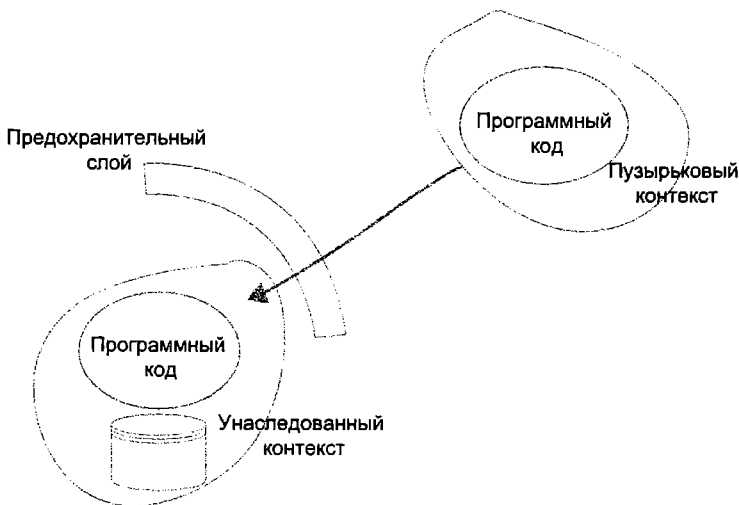 Программный
код
Пузырьковый
контекст
Предохранительный
слой
Программный
код
Унаследованный
контекст